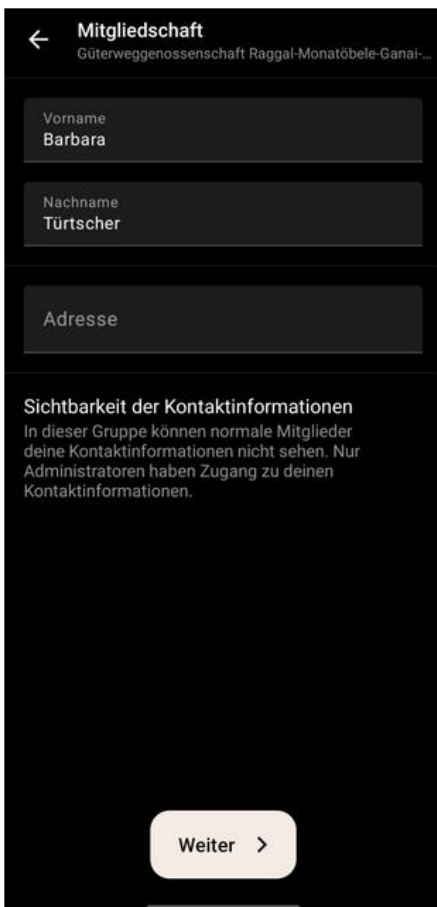 Mitgliedschaft
Güterweggenossenschaft Raggal-Monatöbele-Ganai-...
Vorname
Barbara
Nachname
Türtscher
Adresse
Sichtbarkeit der Kontaktinformationen
In dieser Gruppe können normale Mitglieder
deine Kontaktinformationen nicht sehen. Nur
Administratoren haben Zugang zu deinen
Kontaktinformationen.
Weiter